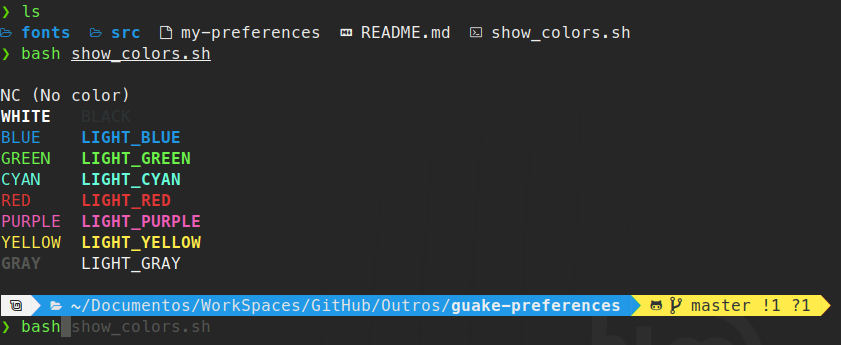 ❯ ls
fonts src my-preferences README.md show_colors.sh
❯ bash show_colors.sh
NC (No color)
WHITE BLACK
BLUE LIGHT_BLUE
GREEN LIGHT_GREEN
CYAN LIGHT_CYAN
RED LIGHT_RED
PURPLE LIGHT_PURPLE
YELLOW LIGHT_YELLOW
GRAY LIGHT_GRAY
~/Documentos/WorkSpaces/GitHub/Outros/guake-preferences master !1 ?1
❯ bash show_colors.sh